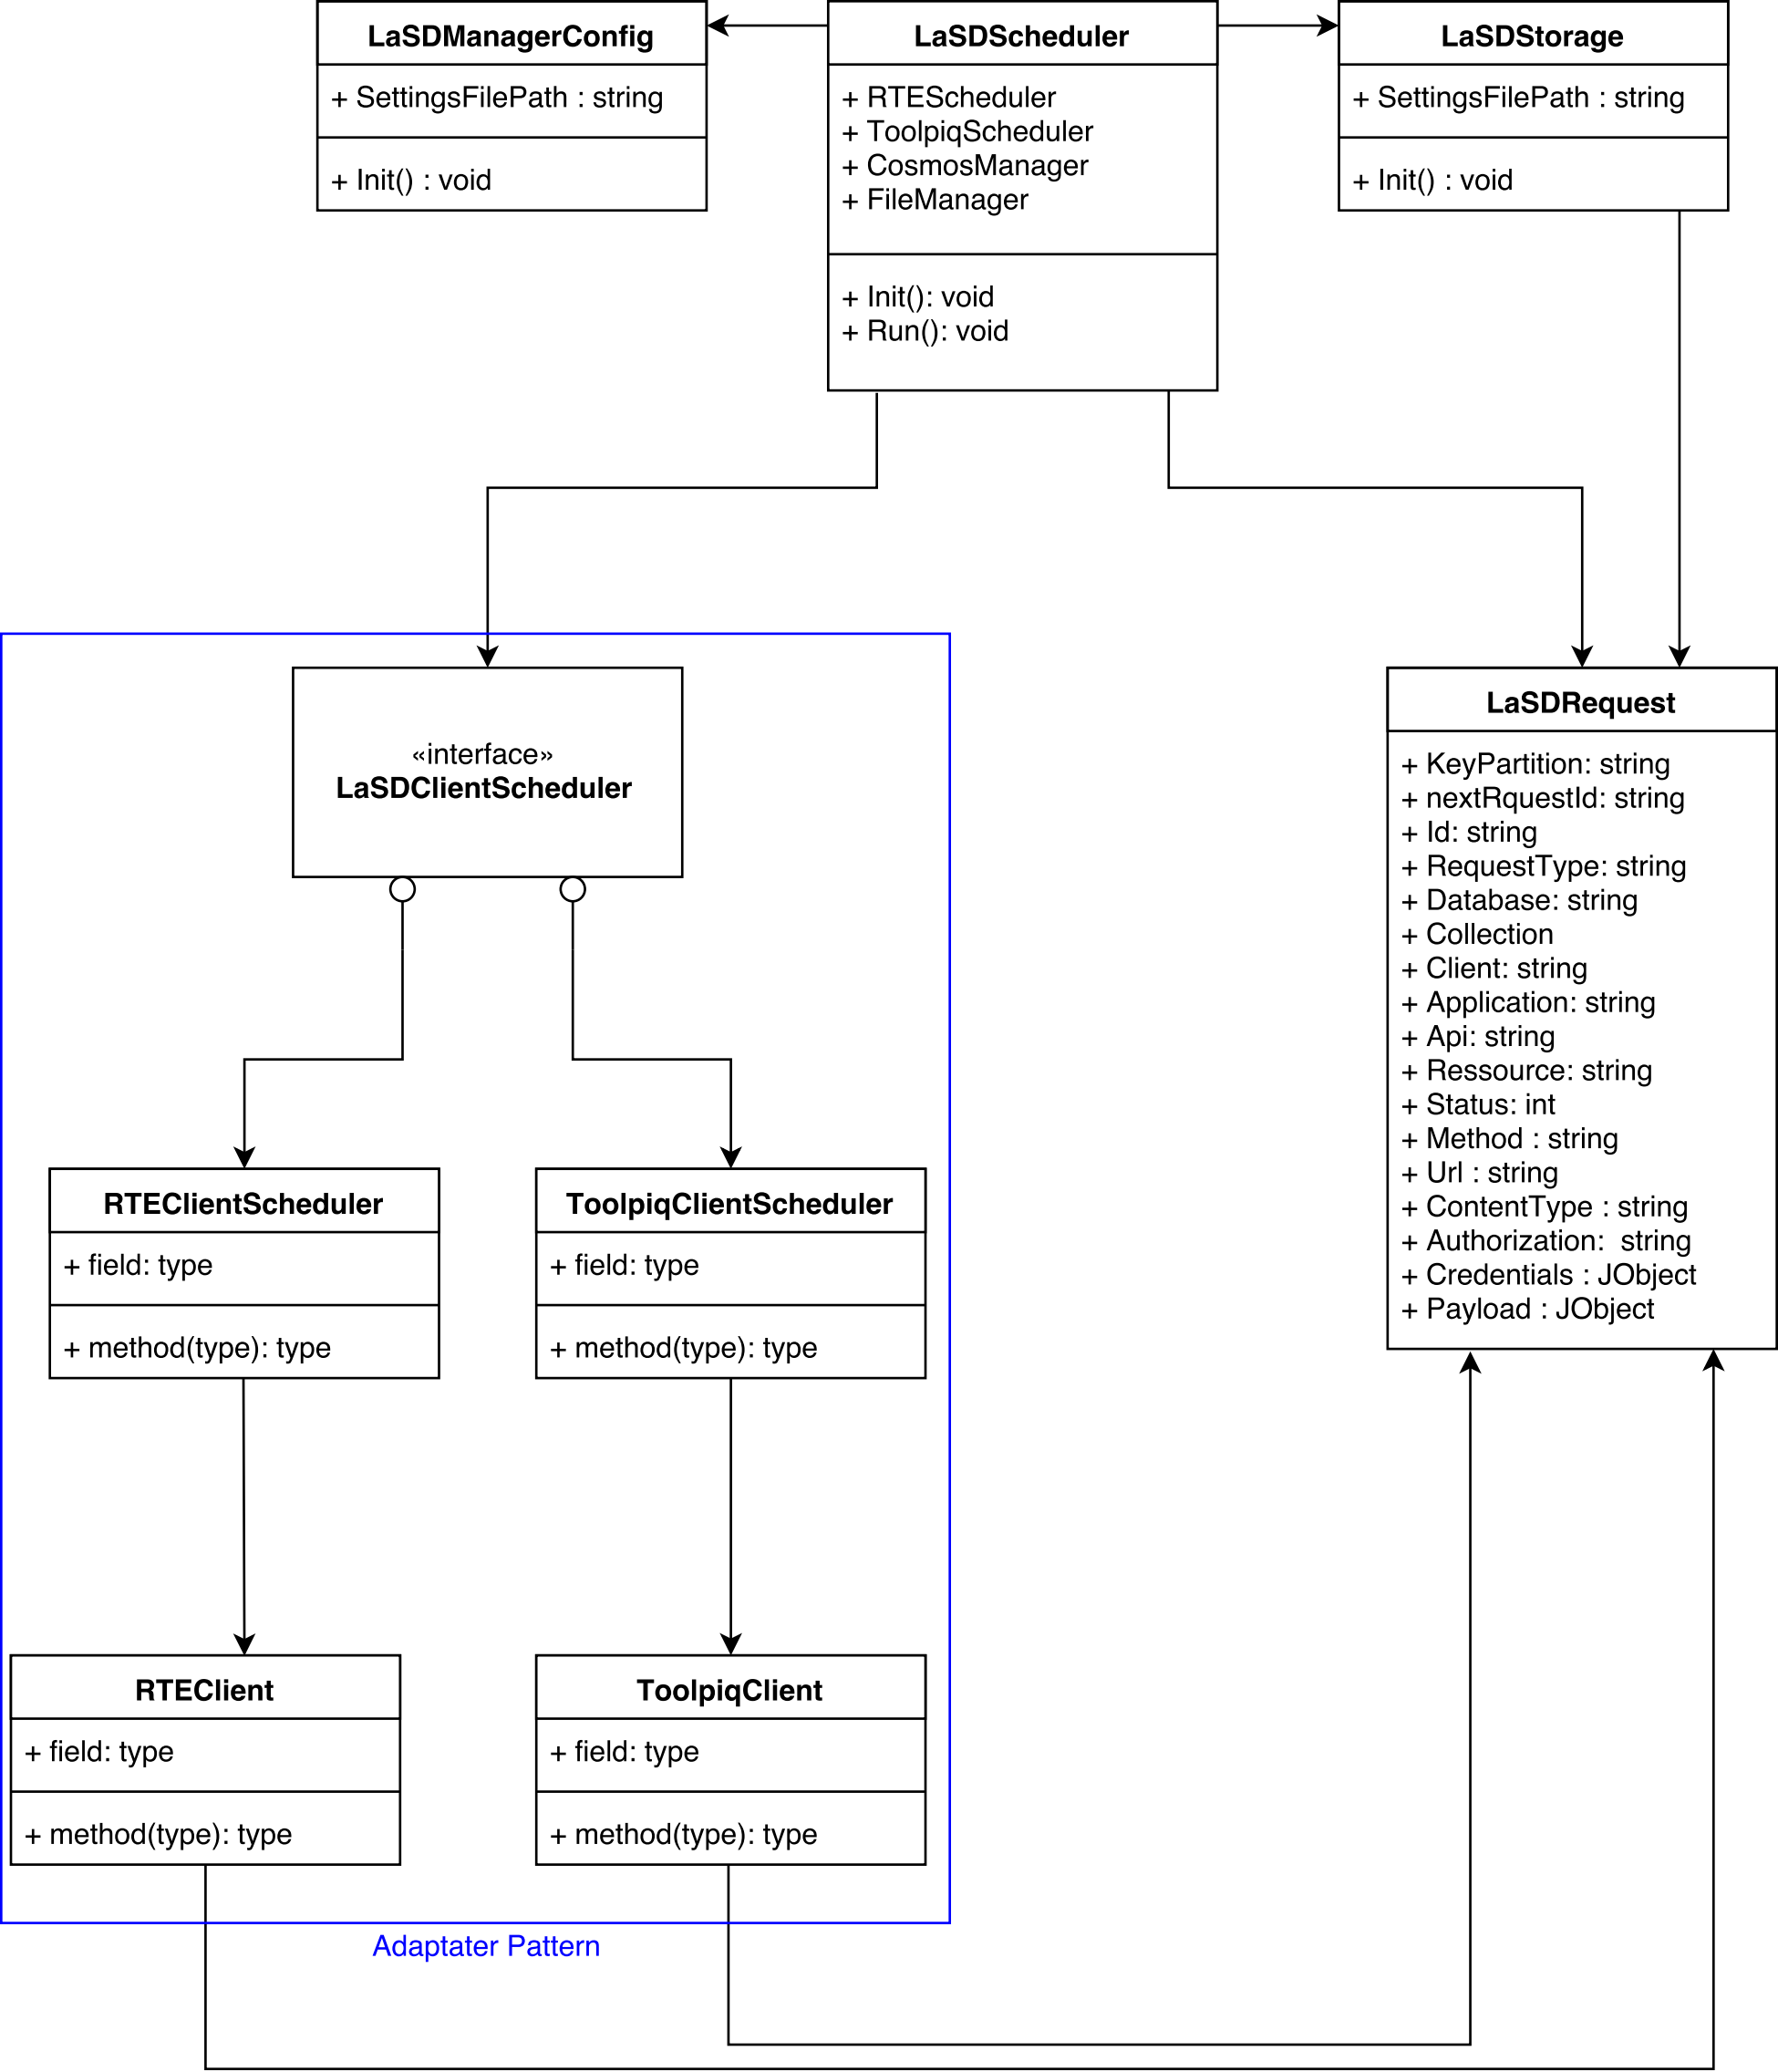 LaSDManagerConfig
+ SettingsFilePath : string
+ Init() : void
LaSDScheduler
+ RTEScheduler
+ ToolpiqScheduler
+ CosmosManager
+ FileManager
+ Init(): void
+ Run(): void
LaSDStorage
+ SettingsFilePath : string
+ Init() : void
«interface»
LaSDClientScheduler
LaSDRequest
+ KeyPartition: string
+ nextRquestId: string
+ Id: string
+ RequestType: string
+ Database: string
+ Collection
+ Client: string
+ Application: string
+ Api: string
+ Ressource: string
+ Status: int
+ Method : string
+ Url : string
+ ContentType : string
+ Authorization:  string
+ Credentials : JObject
+ Payload : JObject
RTEClientScheduler
+ field: type
+ method(type): type
ToolpiqClientScheduler
+ field: type
+ method(type): type
RTEClient
+ field: type
+ method(type): type
ToolpiqClient
+ field: type
+ method(type): type
Adaptater Pattern